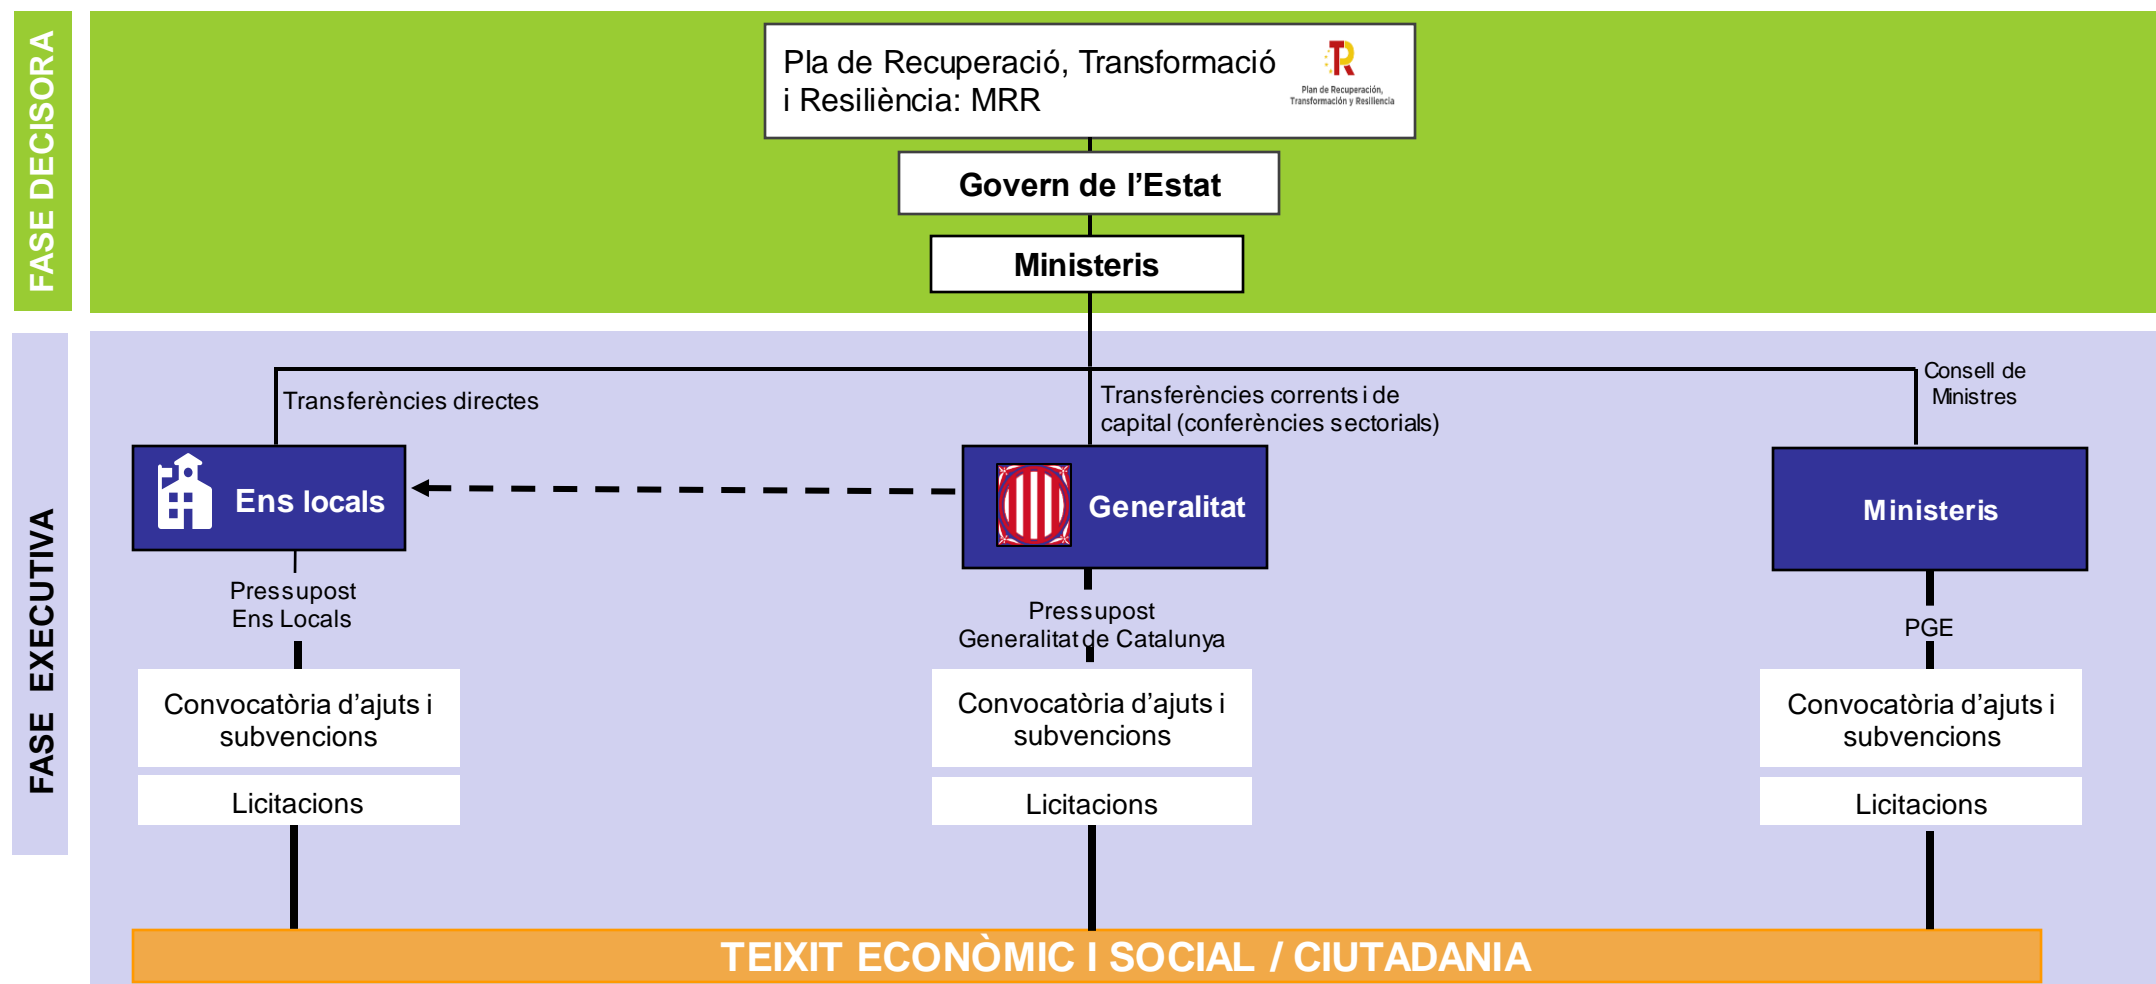 FASE DECISORA
Pla de Recuperació, Transformació
i Resiliència: MRR
Plan de Recuperación,
Transformación y Resiliencia
Govern de l’Estat
Ministeris
FASE EXECUTIVA
Transferències directes
Transferències corrents i de
capital (conferències sectorials)
Consell de
Ministres
Ens locals
Generalitat
Ministeris
Pressupost
Ens Locals
Pressupost
Generalitat de Catalunya
PGE
Convocatòria d’ajuts i
subvencions
Convocatòria d’ajuts i
subvencions
Convocatòria d’ajuts i
subvencions
Licitacions
Licitacions
Licitacions
TEIXIT ECONÒMIC I SOCIAL / CIUTADANIA